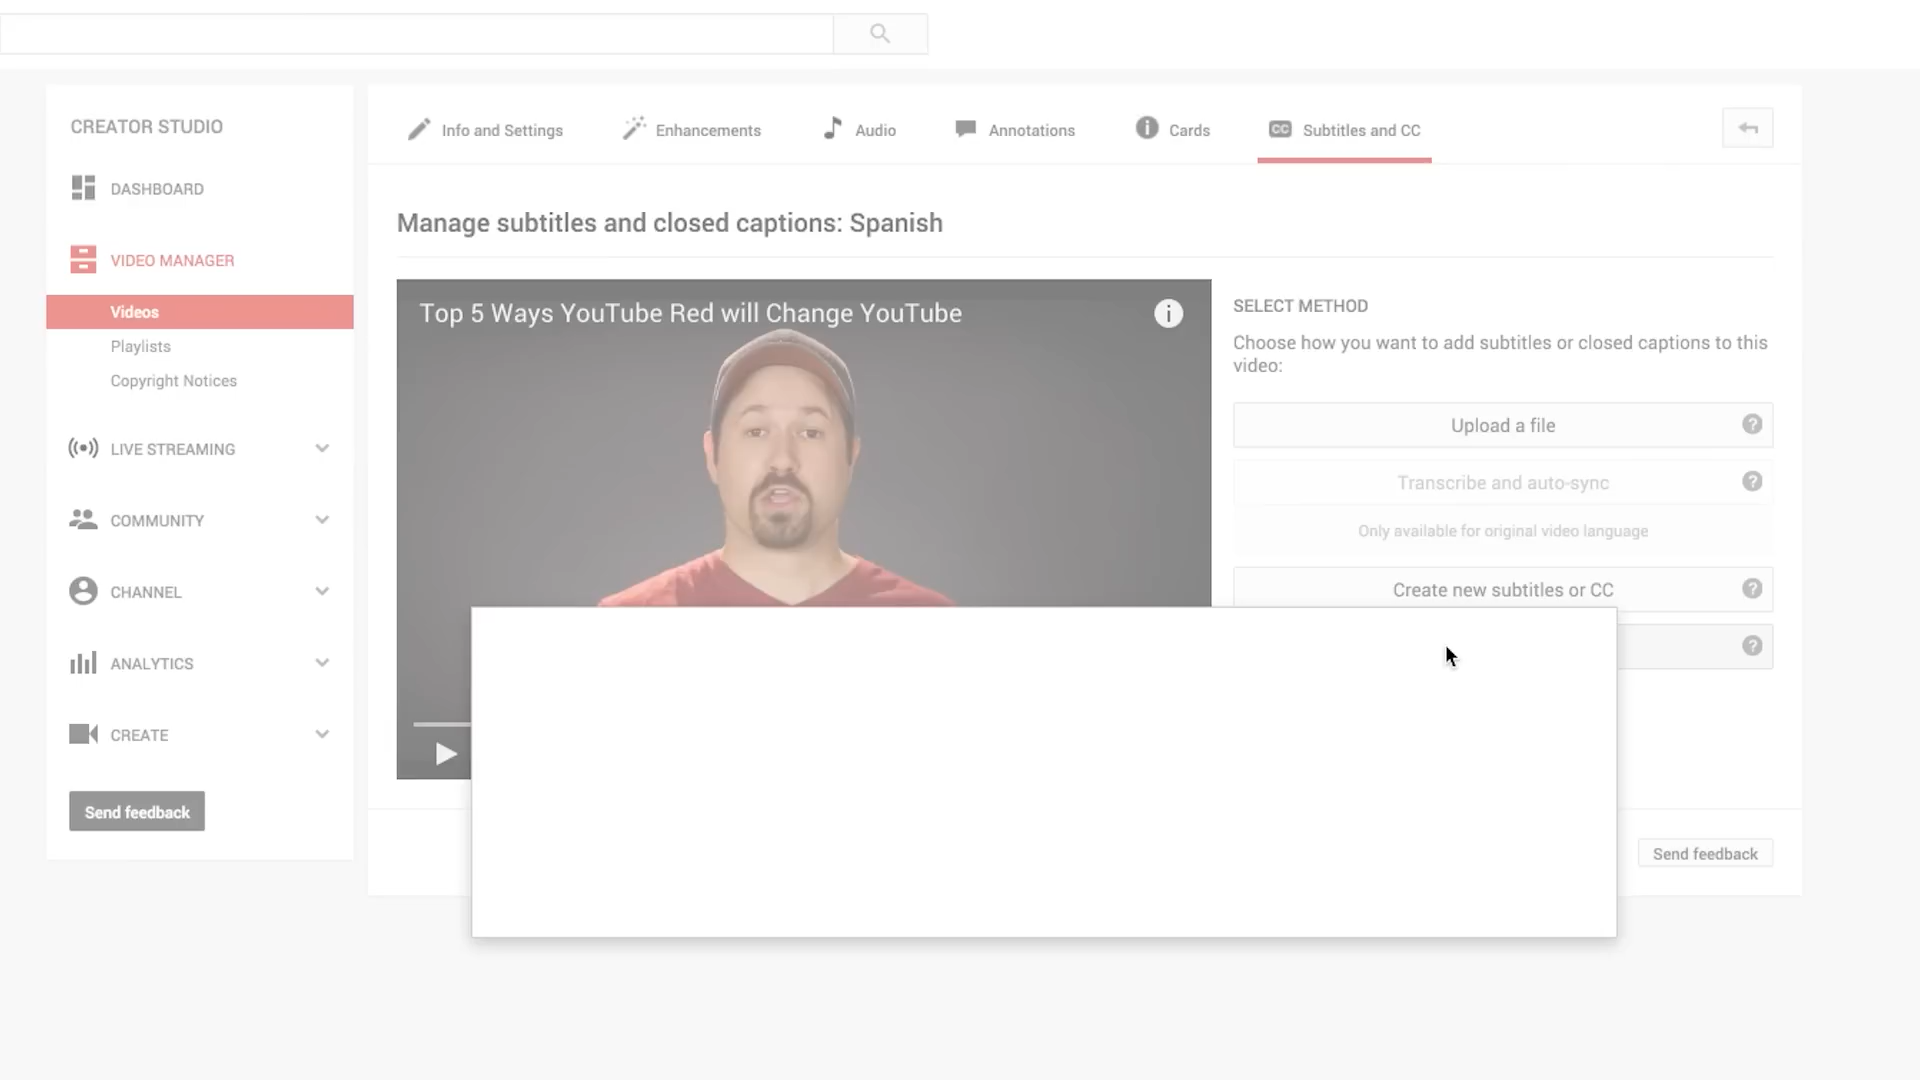 CREATOR STUDIO
DASHBOARD
VIDEO MANAGER
Videos
Playlists
Copyright Notices
LIVE STREAMING
COMMUNITY
CHANNEL
ANALYTICS
CREATE
Send feedback
Info and Settings
Enhancements
Audio
Annotations
i Cards
CC Subtitles and CC
Manage subtitles and closed captions: Spanish
Top 5 Ways YouTube Red will Change YouTube
i
SELECT METHOD
Choose how you want to add subtitles or closed captions to this
video:
Upload a file ?
Transcribe and auto-sync ?
Only available for original video language
Create new subtitles or CC ?
?
Send feedback